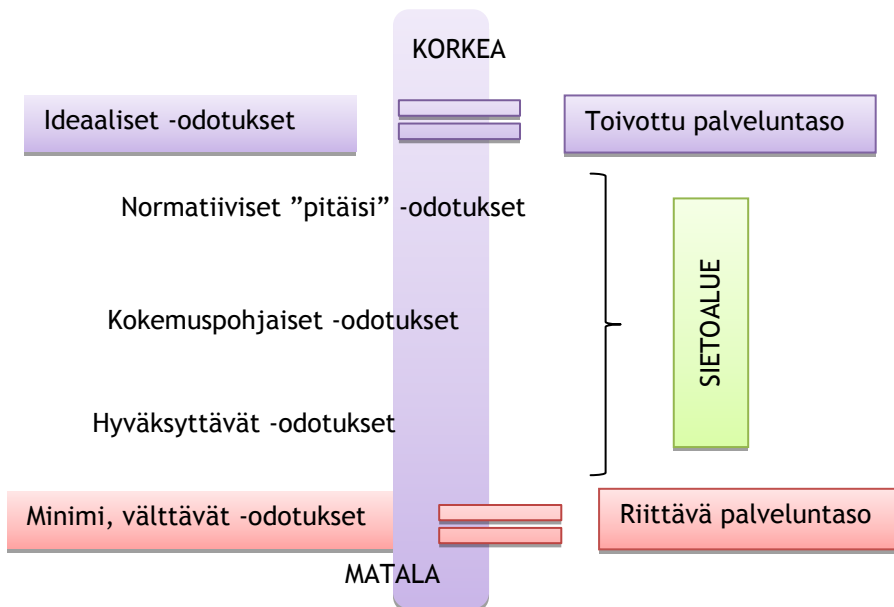 KORKEA
Ideaaliset -odotukset
Toivottu palveluntaso
Normatiiviset ”pitäisi” -odotukset
Kokemuspohjaiset -odotukset
SIETOALUE
Hyväksyttävät -odotukset
Minimi, välttävät -odotukset
Riittävä palveluntaso
MATALA